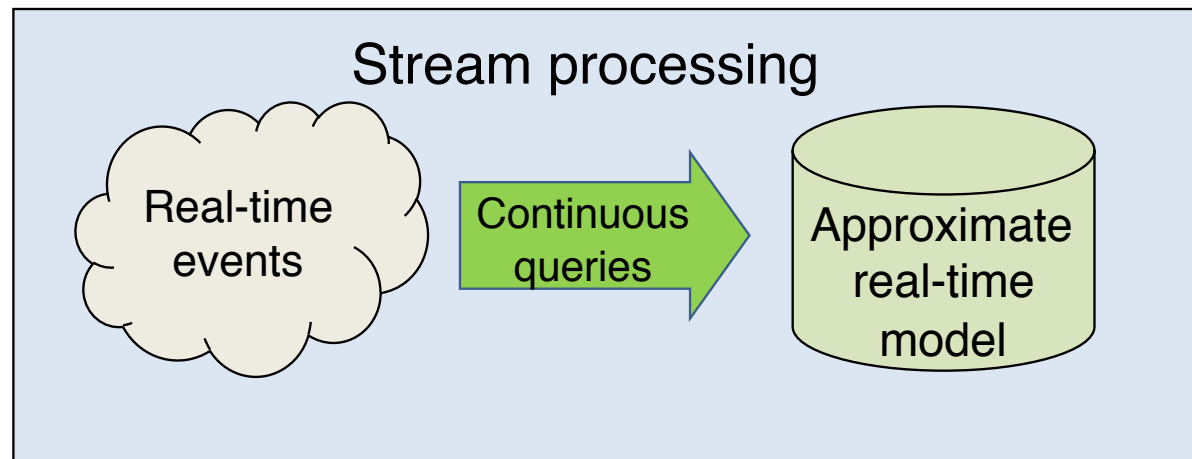 Stream processing
Real-time
events
Continuous
queries
Approximate
real-time
model